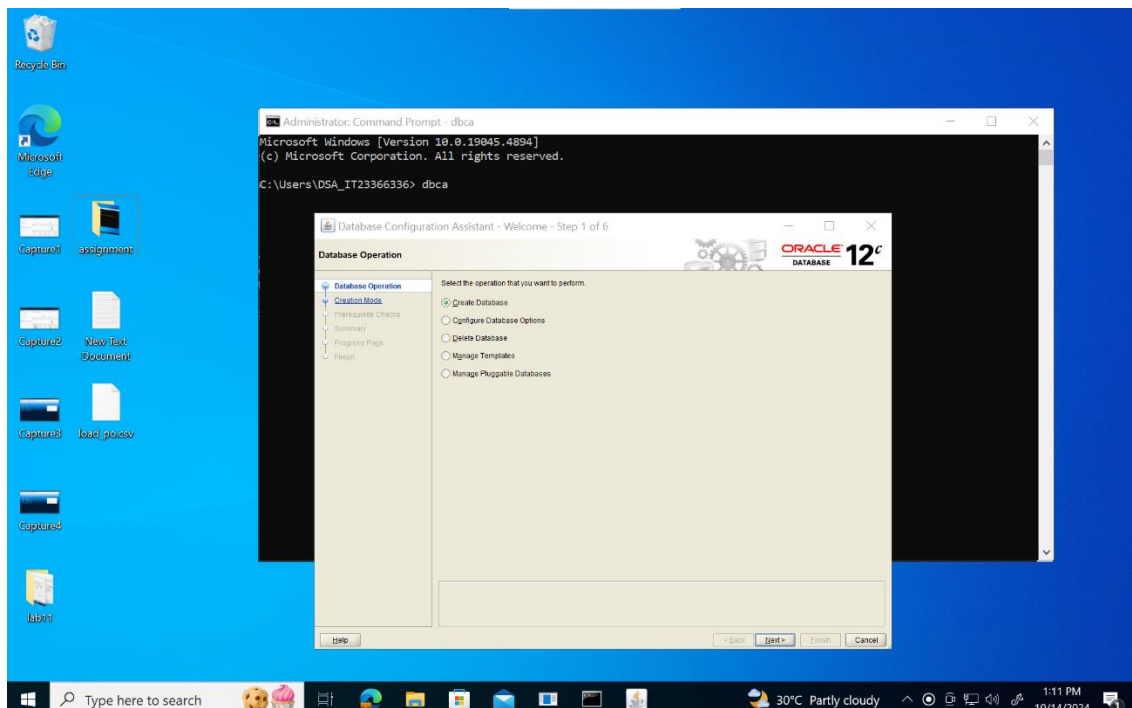 Recycle Bin
Microsoft
Edge
Capture1
assignment
Capture2
New Text
Document
Capture3
load_po.csv
Capture4
lab11
Administrator: Command Prompt - dbca
Microsoft Windows [Version 10.0.19045.4894]
(c) Microsoft Corporation. All rights reserved.
C:\Users\DSA_IT23366336> dbca
Database Configuration Assistant - Welcome - Step 1 of 6
Database Operation
ORACLE
DATABASE
12c
Database Operation
Creation Mode
Prerequisite Checks
Summary
Progress Page
Finish
Select the operation that you want to perform.
Create Database
Configure Database Options
Delete Database
Manage Templates
Manage Pluggable Databases
Help
< Back
Next >
Finish
Cancel
Type here to search
30°C Partly cloudy
1:11 PM
10/14/2024